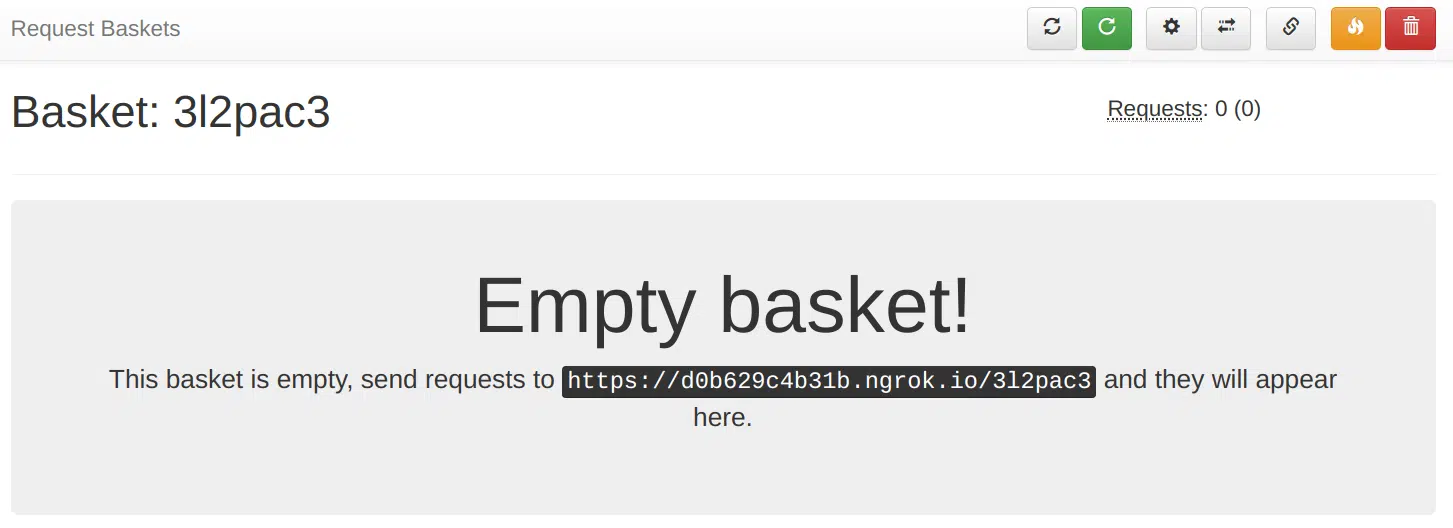 Request Baskets
Basket: 3l2pac3
Requests: 0 (0)
Empty basket!
This basket is empty, send requests to https://d0b629c4b31b.ngrok.io/3l2pac3 and they will appear
here.